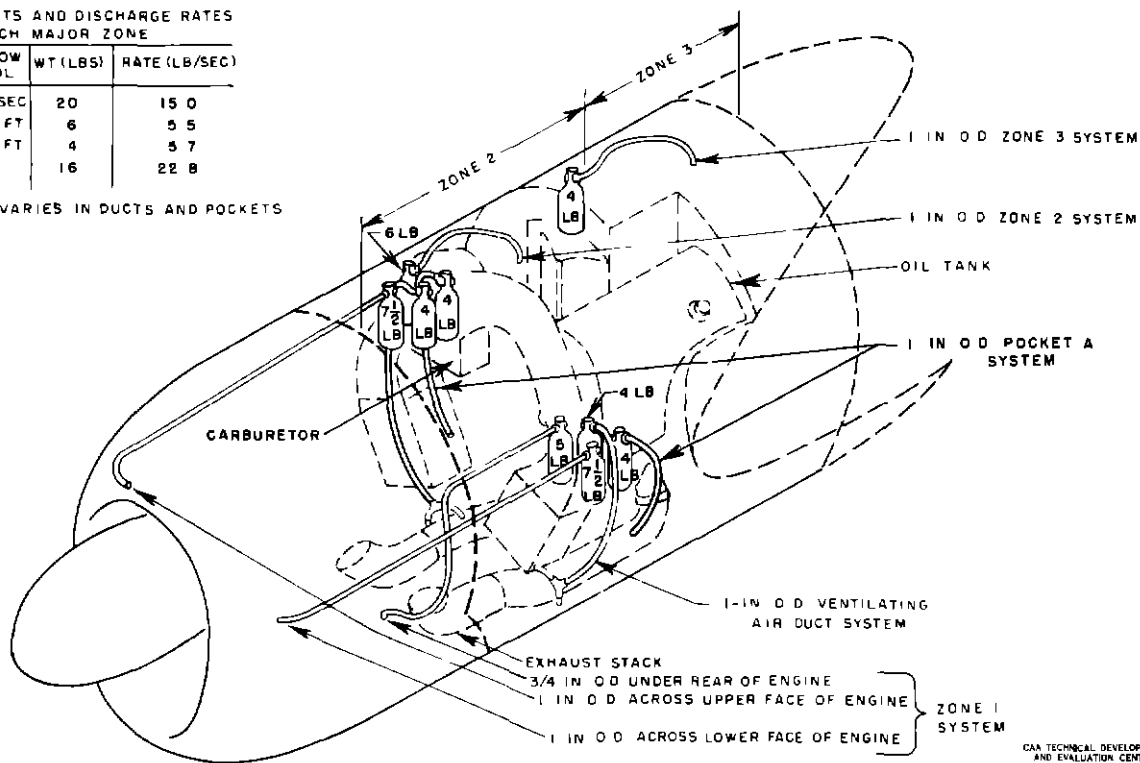 TS AND DISCHARGE RATES
CH MAJOR ZONE
OW
OL
WT (LBS)
RATE (LB/SEC)
SEC 20 15 0
FT 6 5 5
FT 4 5 7
16 22 8
VARIES IN DUCTS AND POCKETS
ZONE 3
ZONE 2
1 IN O D ZONE 3 SYSTEM
4
LB
1 IN O D ZONE 2 SYSTEM
6 LB
OIL TANK
7 1/2
LB
4
LB
4
LB
1 IN O D POCKET A
SYSTEM
4 LB
CARBURETOR
5
LB
7 1/2
LB
4
LB
1-IN O D VENTILATING
AIR DUCT SYSTEM
EXHAUST STACK
3/4 IN O D UNDER REAR OF ENGINE
1 IN O D ACROSS UPPER FACE OF ENGINE
1 IN O D ACROSS LOWER FACE OF ENGINE
ZONE 1
SYSTEM
CAA TECHNICAL DEVELOP
AND EVALUATION CENT